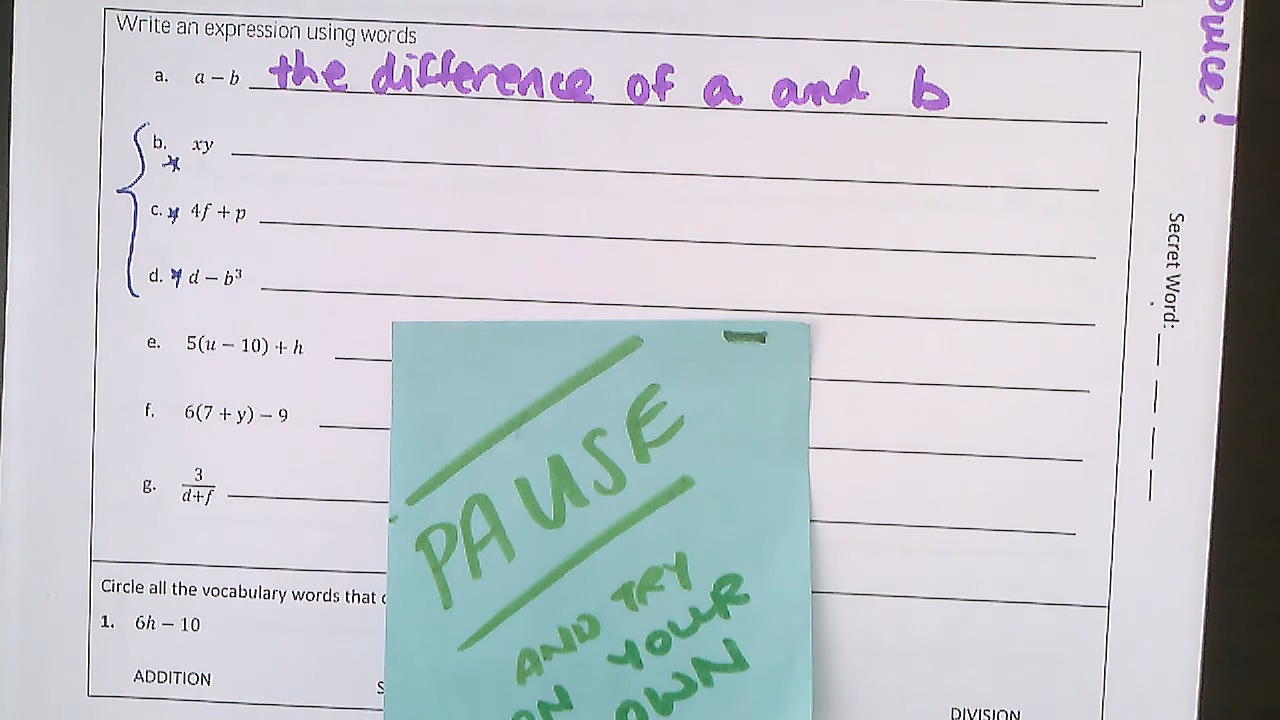 Write an expression using words
a. a − b the difference of a and b
b. xy
c. 4f + p
d. d − b³
e. 5(u − 10) + h
f. 6(7 + y) − 9
g. 3/(d+f)
Circle all the vocabulary words that
1. 6h − 10
ADDITION
DIVISION
PAUSE
AND TRY
ON YOUR
OWN
Secret Word: